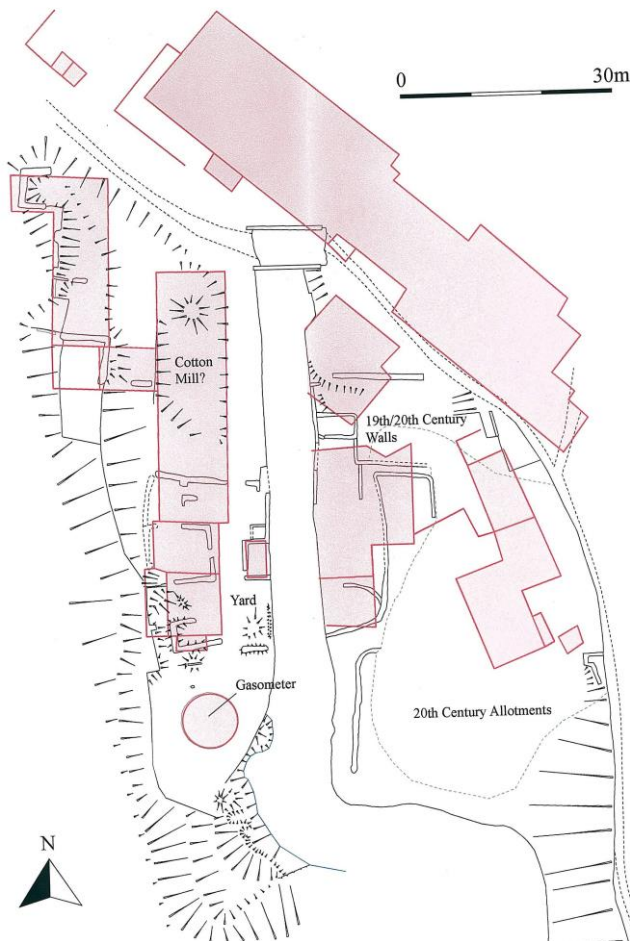 0 30m
Cotton
Mill?
19th/20th Century
Walls
Yard
Gasometer
20th Century Allotments
N